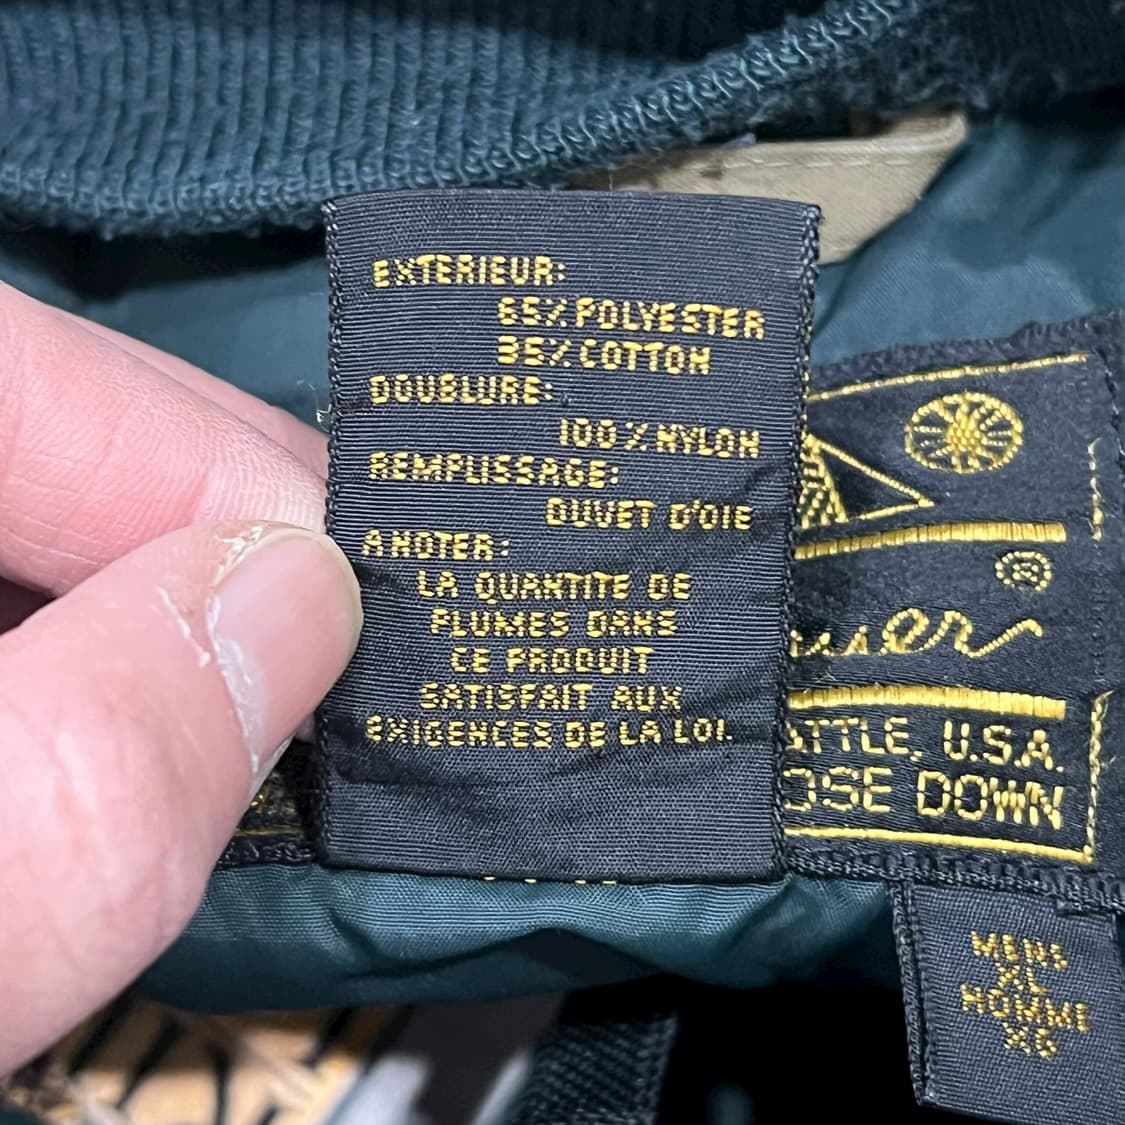 EXTERIEUR:
65% POLYESTER
35% COTTON
DOUBLURE:
100% NYLON
REMPLISSAGE:
DUVET D'OIE
A NOTER:
LA QUANTITE DE
PLUMES DANS
CE PRODUIT
SATISFAIT AUX
EXIGENCES DE LA LOI.
®
user
ATTLE, U.S.A.
OSE DOWN
MENS
XL
HOMME
XG